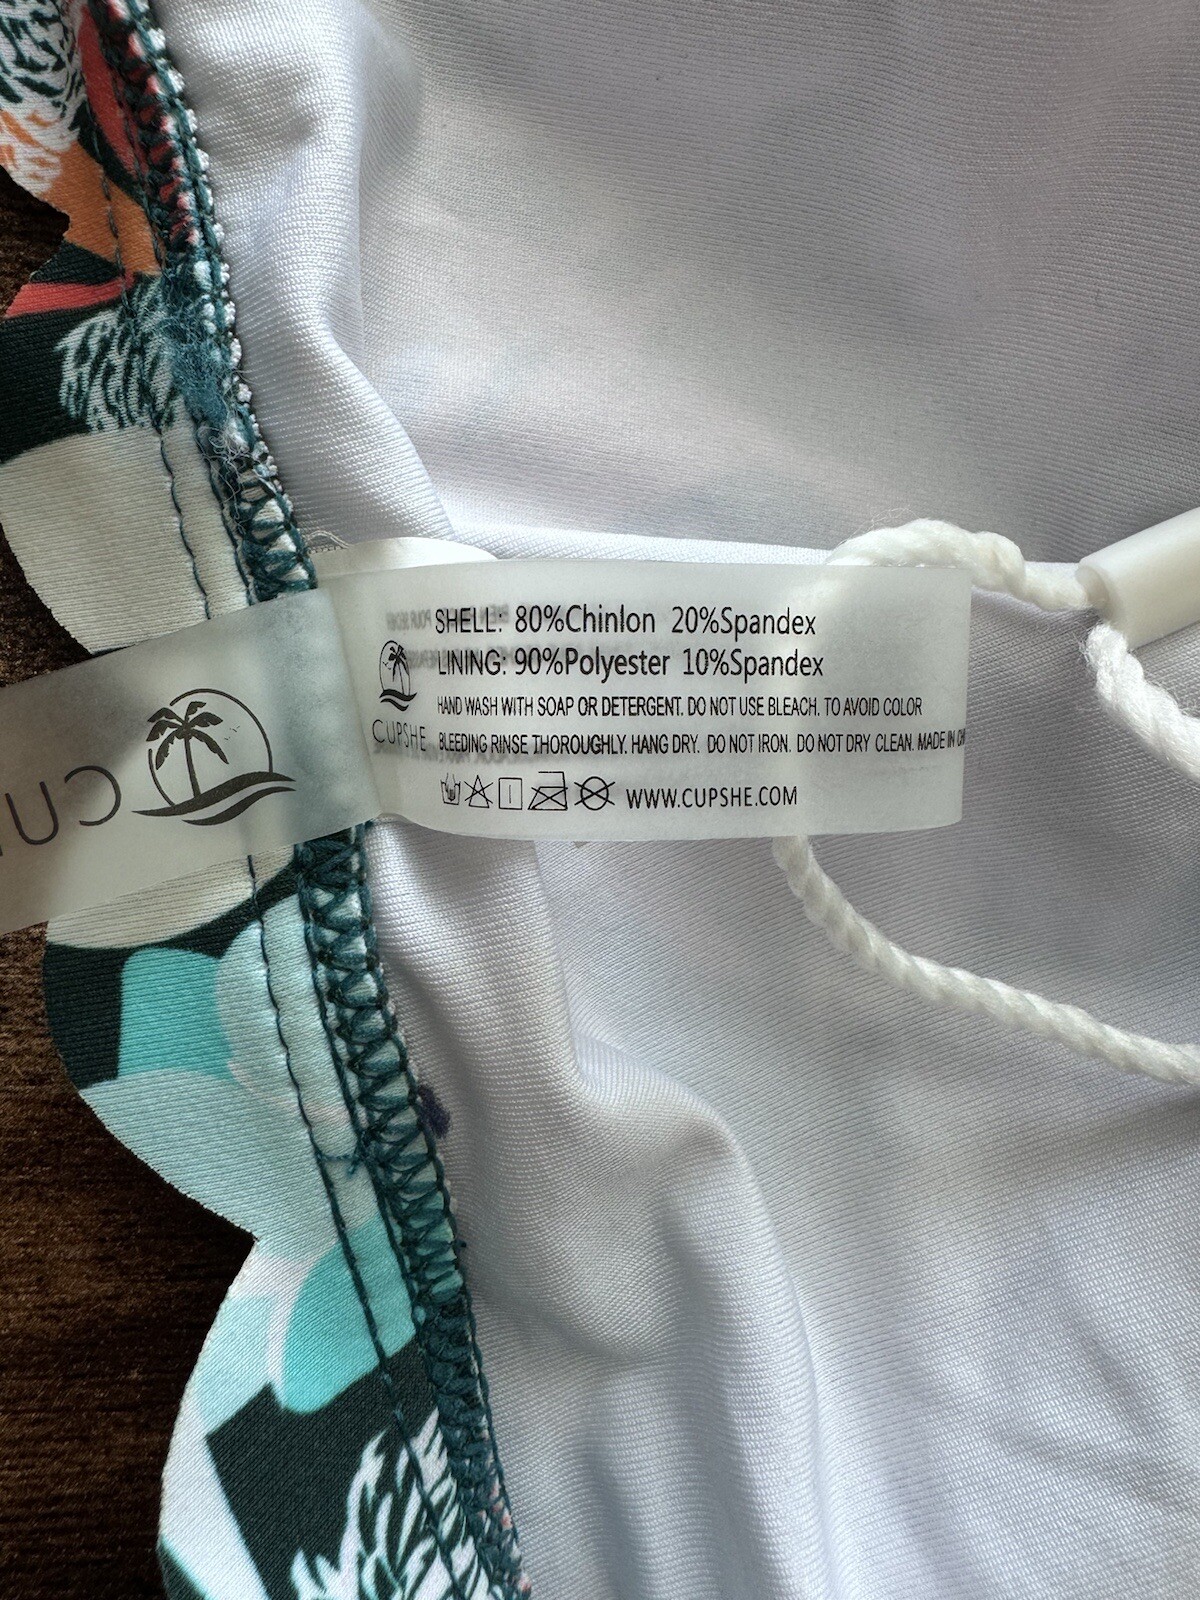 SHELL: 80%Chinlon 20%Spandex
LINING: 90%Polyester 10%Spandex
HAND WASH WITH SOAP OR DETERGENT. DO NOT USE BLEACH. TO AVOID COLOR
BLEEDING RINSE THOROUGHLY. HANG DRY. DO NOT IRON. DO NOT DRY CLEAN. MADE IN
WWW.CUPSHE.COM
CUPSHE